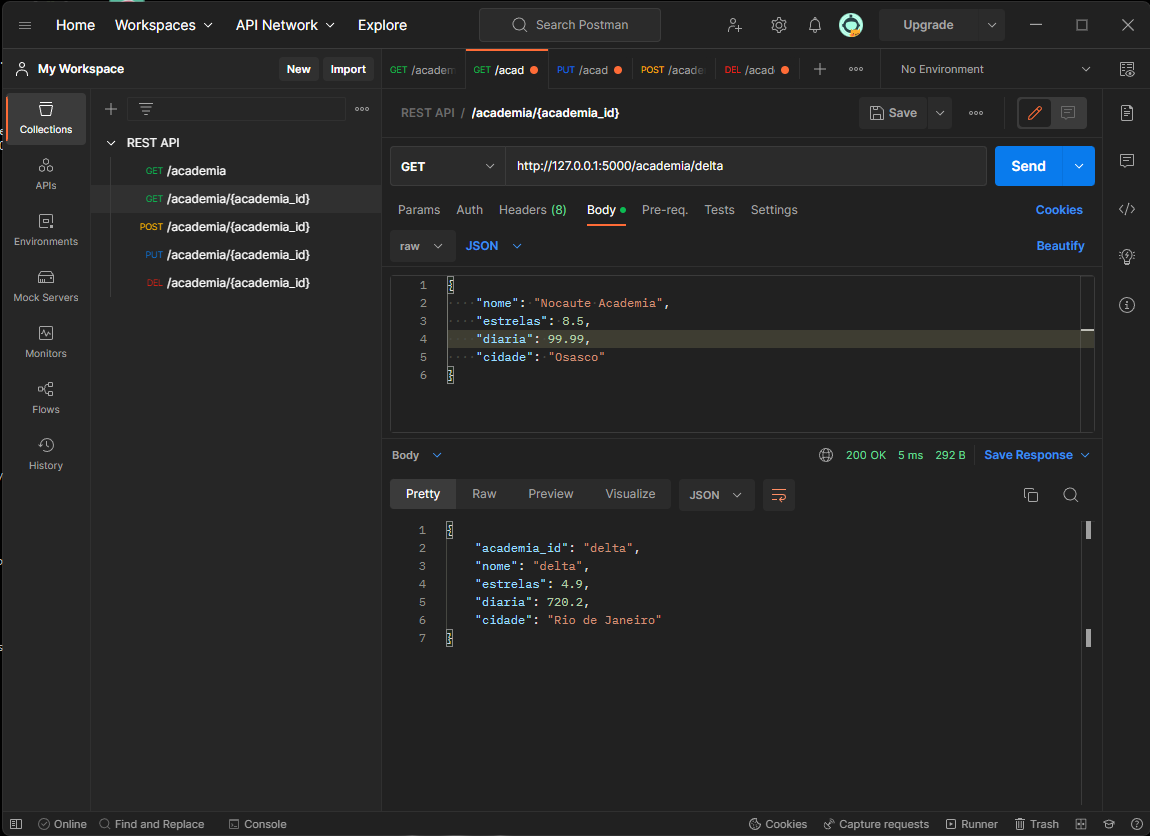 Home Workspaces API Network Explore Search Postman Upgrade
My Workspace New Import
GET /academ GET /acad PUT /acad POST /acade DEL /acad No Environment
Collections
APIs
Environments
Mock Servers
Monitors
Flows
History
REST API
GET /academia
GET /academia/{academia_id}
POST /academia/{academia_id}
PUT /academia/{academia_id}
DEL /academia/{academia_id}
REST API / /academia/{academia_id} Save
GET http://127.0.0.1:5000/academia/delta Send
Params Auth Headers (8) Body Pre-req. Tests Settings Cookies
raw JSON Beautify
1 {
2 "nome": "Nocaute Academia",
3 "estrelas": 8.5,
4 "diaria": 99.99,
5 "cidade": "Osasco"
6 }
Body 200 OK 5 ms 292 B Save Response
Pretty Raw Preview Visualize JSON
1 {
2 "academia_id": "delta",
3 "nome": "delta",
4 "estrelas": 4.9,
5 "diaria": 720.2,
6 "cidade": "Rio de Janeiro"
7 }
Online Find and Replace Console Cookies Capture requests Runner Trash